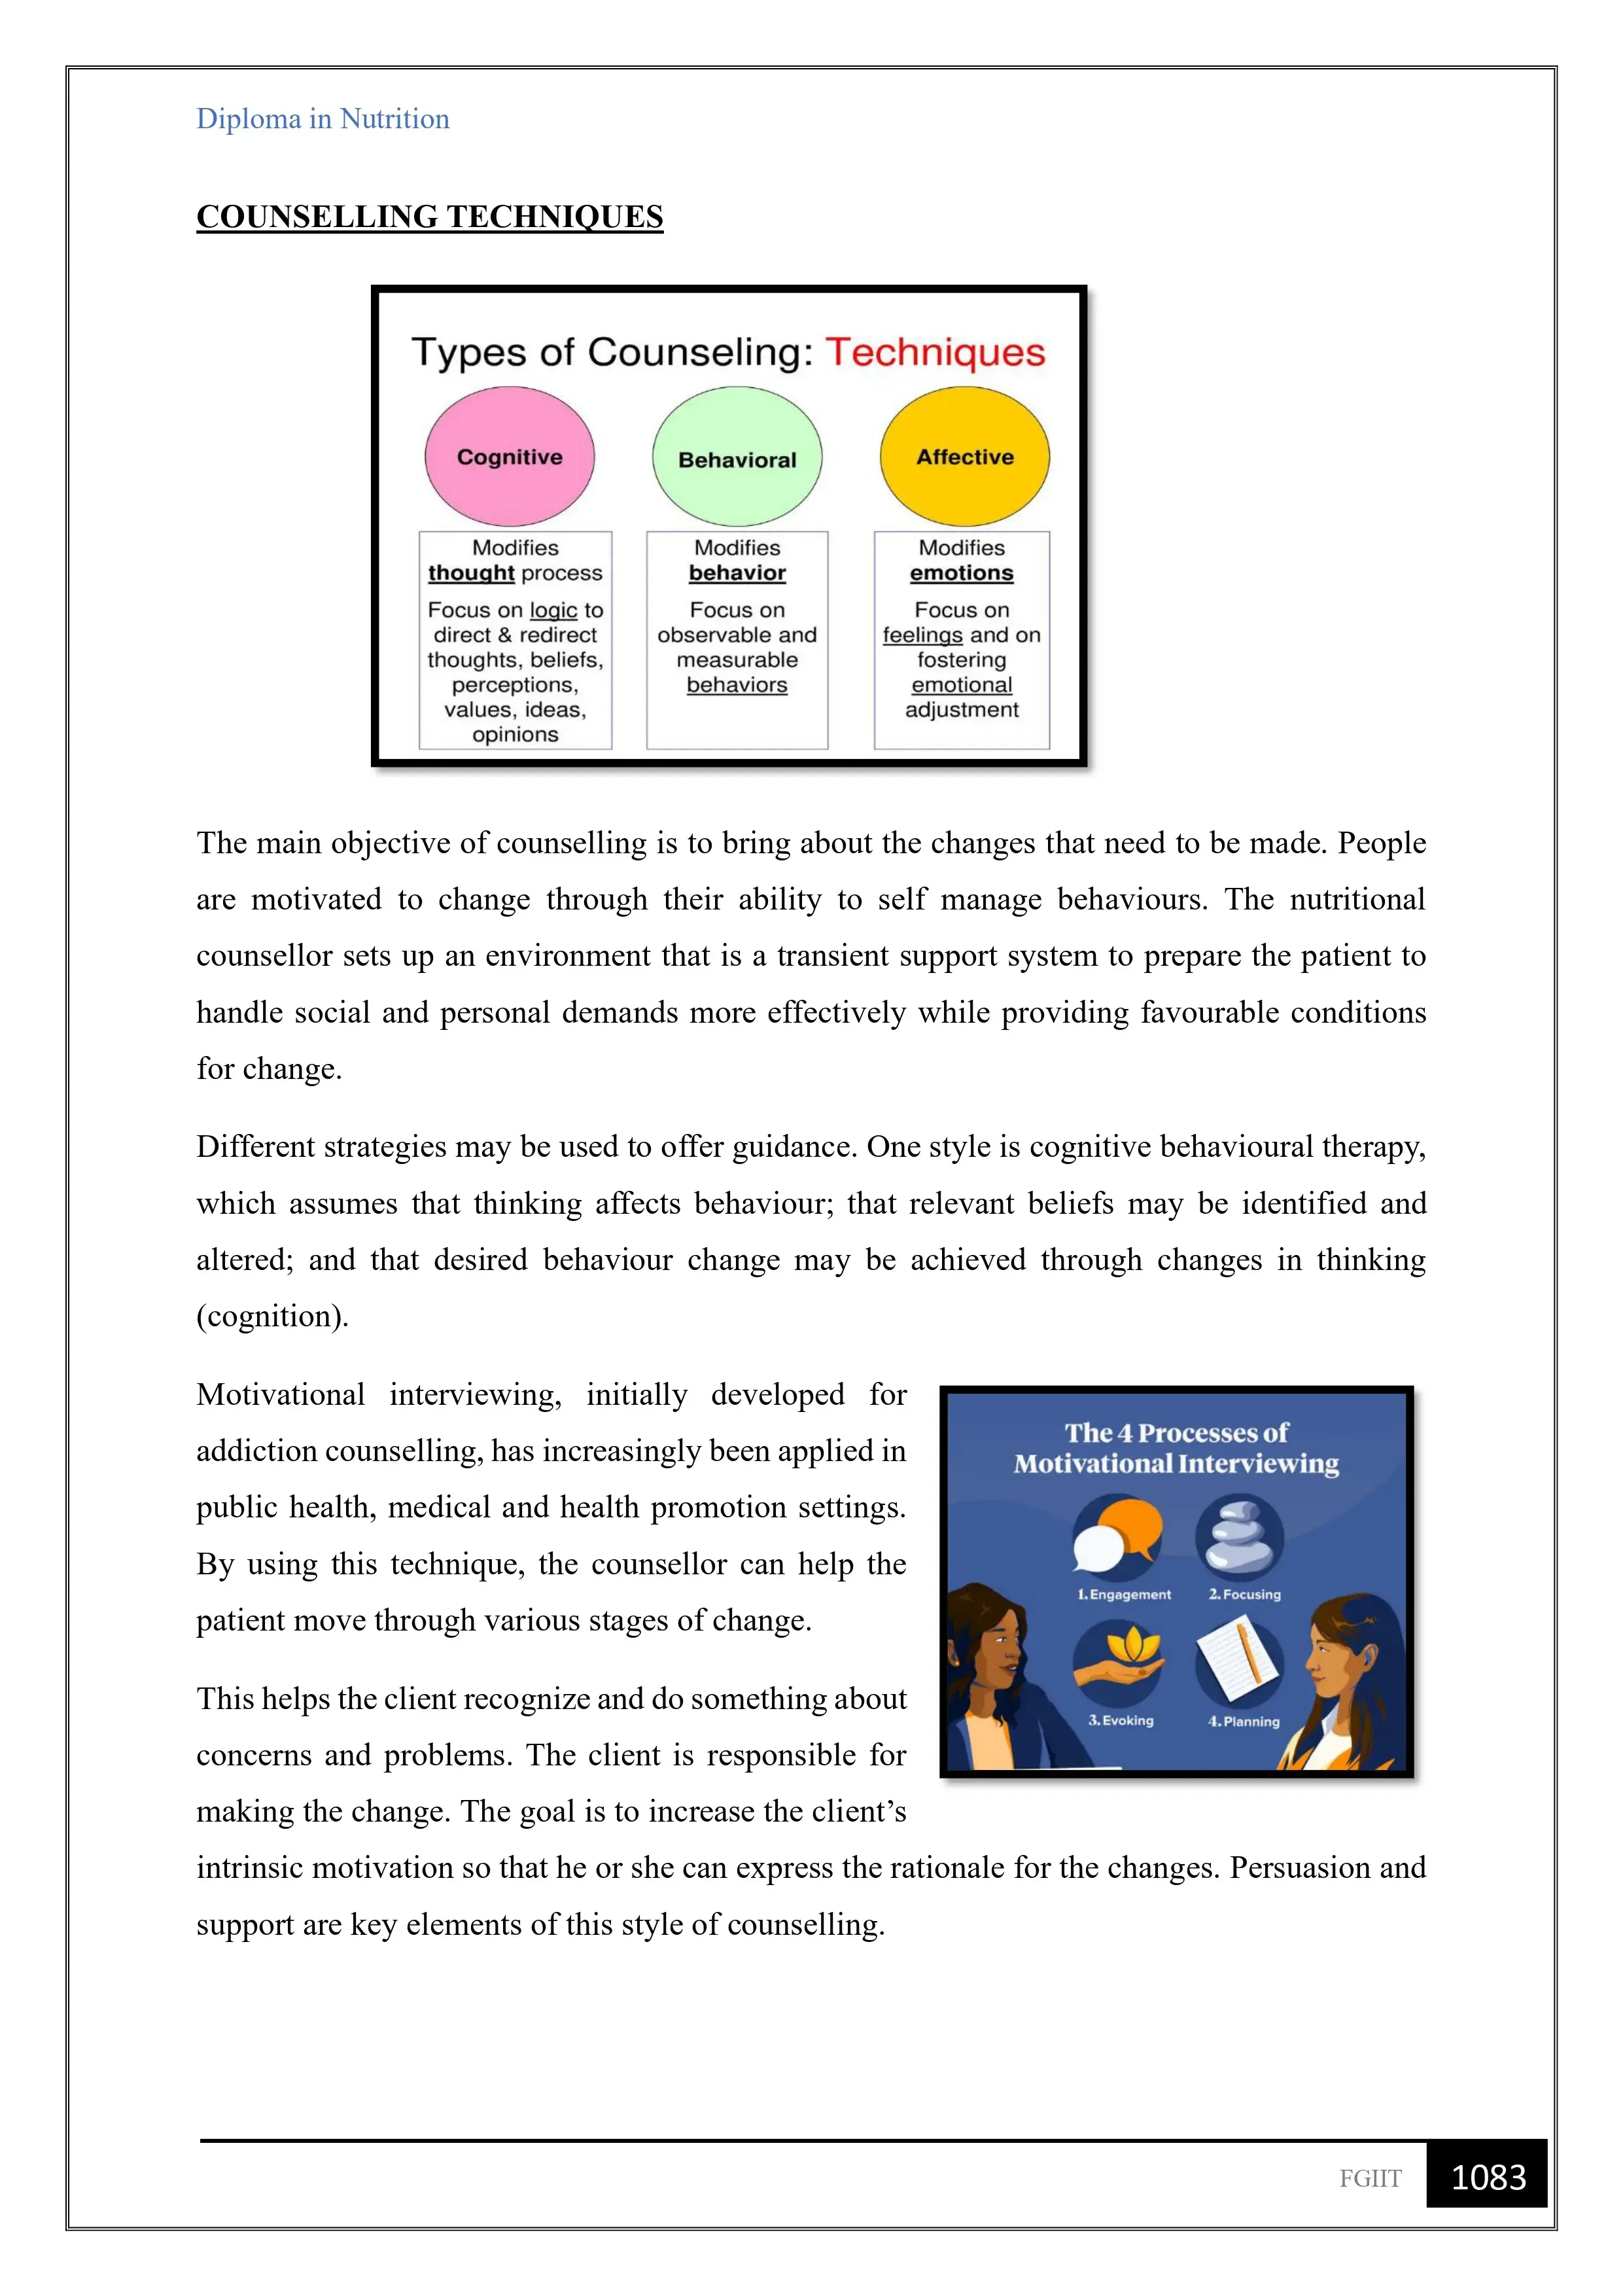 Diploma in Nutrition
COUNSELLING TECHNIQUES
Types of Counseling: Techniques
Cognitive
Behavioral
Affective
Modifies
thought process
Focus on logic to
direct & redirect
thoughts, beliefs,
perceptions,
values, ideas,
opinions
Modifies
behavior
Focus on
observable and
measurable
behaviors
Modifies
emotions
Focus on
feelings and on
fostering
emotional
adjustment
The main objective of counselling is to bring about the changes that need to be made. People
are motivated to change through their ability to self manage behaviours. The nutritional
counsellor sets up an environment that is a transient support system to prepare the patient to
handle social and personal demands more effectively while providing favourable conditions
for change.
Different strategies may be used to offer guidance. One style is cognitive behavioural therapy,
which assumes that thinking affects behaviour; that relevant beliefs may be identified and
altered; and that desired behaviour change may be achieved through changes in thinking
(cognition).
Motivational interviewing, initially developed for
addiction counselling, has increasingly been applied in
public health, medical and health promotion settings.
By using this technique, the counsellor can help the
patient move through various stages of change.
The 4 Processes of
Motivational Interviewing
1. Engagement
2. Focusing
3. Evoking
4. Planning
This helps the client recognize and do something about
concerns and problems. The client is responsible for
making the change. The goal is to increase the client’s
intrinsic motivation so that he or she can express the rationale for the changes. Persuasion and
support are key elements of this style of counselling.
FGIIT
1083